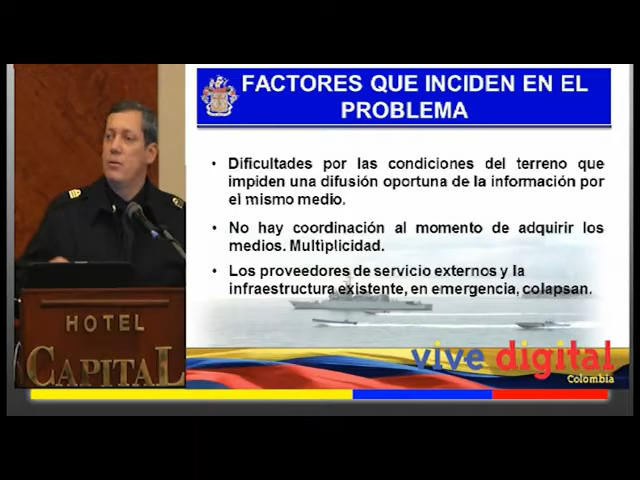 FACTORES QUE INCIDEN EN EL
PROBLEMA
• Dificultades por las condiciones del terreno que
impiden una difusión oportuna de la información por
el mismo medio.
• No hay coordinación al momento de adquirir los
medios. Multiplicidad.
• Los proveedores de servicio externos y la
infraestructura existente, en emergencia, colapsan.
HOTEL
CAPITAL
vive digital
Colombia